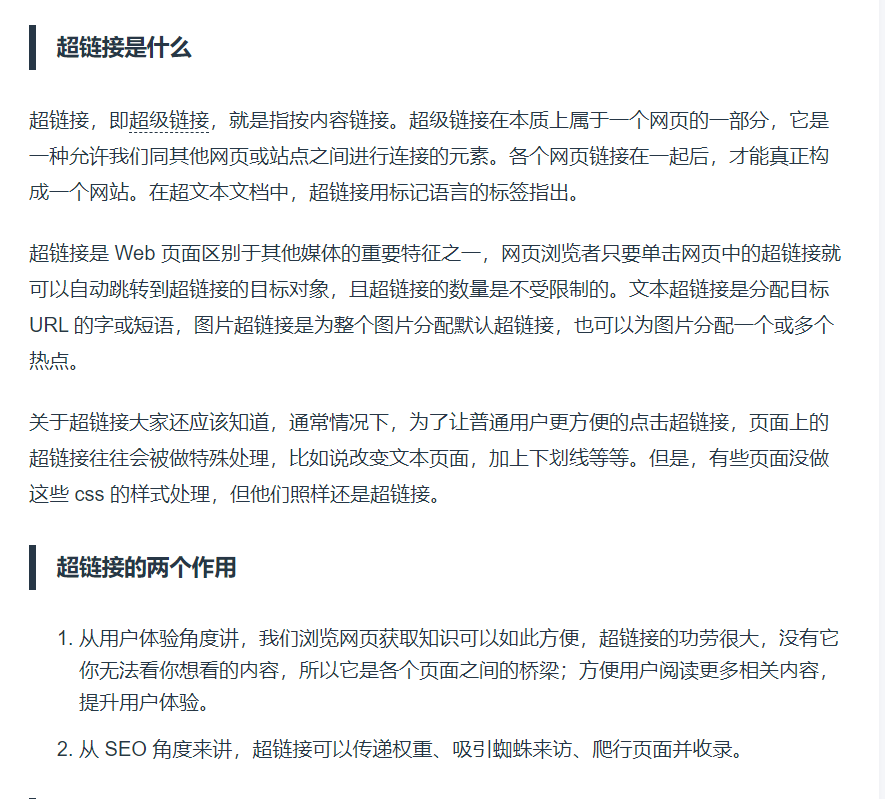 超链接是什么
超链接，即超级链接，就是指按内容链接。超级链接在本质上属于一个网页的一部分，它是
一种允许我们同其他网页或站点之间进行连接的元素。各个网页链接在一起后，才能真正构
成一个网站。在超文本文档中，超链接用标记语言的标签指出。
超链接是 Web 页面区别于其他媒体的重要特征之一，网页浏览者只要单击网页中的超链接就
可以自动跳转到超链接的目标对象，且超链接的数量是不受限制的。文本超链接是分配目标
URL 的字或短语，图片超链接是为整个图片分配默认超链接，也可以为图片分配一个或多个
热点。
关于超链接大家还应该知道，通常情况下，为了让普通用户更方便的点击超链接，页面上的
超链接往往会被做特殊处理，比如说改变文本页面，加上下划线等等。但是，有些页面没做
这些 css 的样式处理，但他们照样还是超链接。
超链接的两个作用
1. 从用户体验角度讲，我们浏览网页获取知识可以如此方便，超链接的功劳很大，没有它
你无法看你想看的内容，所以它是各个页面之间的桥梁；方便用户阅读更多相关内容，
提升用户体验。
2. 从 SEO 角度来讲，超链接可以传递权重、吸引蜘蛛来访、爬行页面并收录。